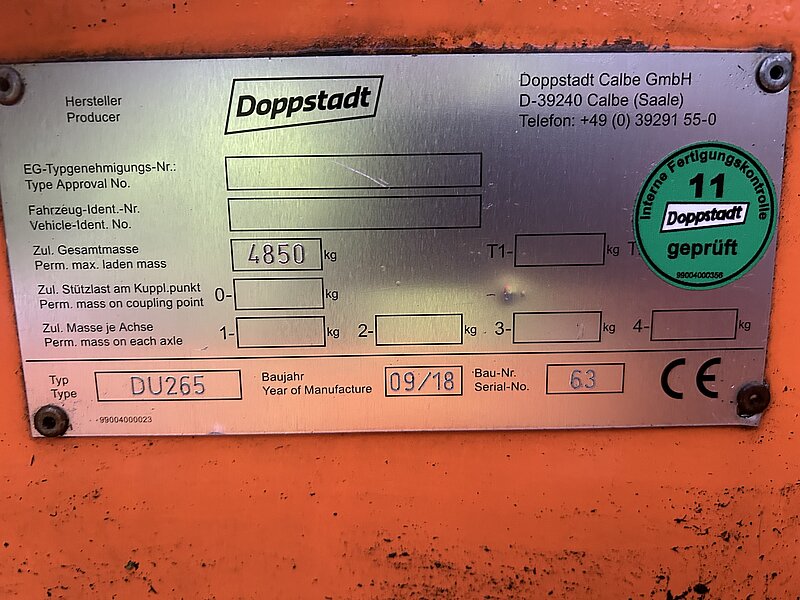 Hersteller
Producer
Doppstadt
Doppstadt Calbe GmbH
D-39240 Calbe (Saale)
Telefon: +49 (0) 39291 55-0
EG-Typgenehmigungs-Nr.:
Type Approval No.
Fahrzeug-Ident.-Nr.
Vehicle-Ident. No.
Interne Fertigungskontrolle
11
Doppstadt
geprüft
99004000356
Zul. Gesamtmasse
Perm. max. laden mass
4850 kg
T1- kg
T
Zul. Stützlast am Kuppl.punkt
Perm. mass on coupling point
0- kg
Zul. Masse je Achse
Perm. mass on each axle
1- kg 2- kg 3- kg 4- kg
Typ
Type
DU265
Baujahr
Year of Manufacture
09/18
Bau-Nr.
Serial-No.
63
CE
99004000023